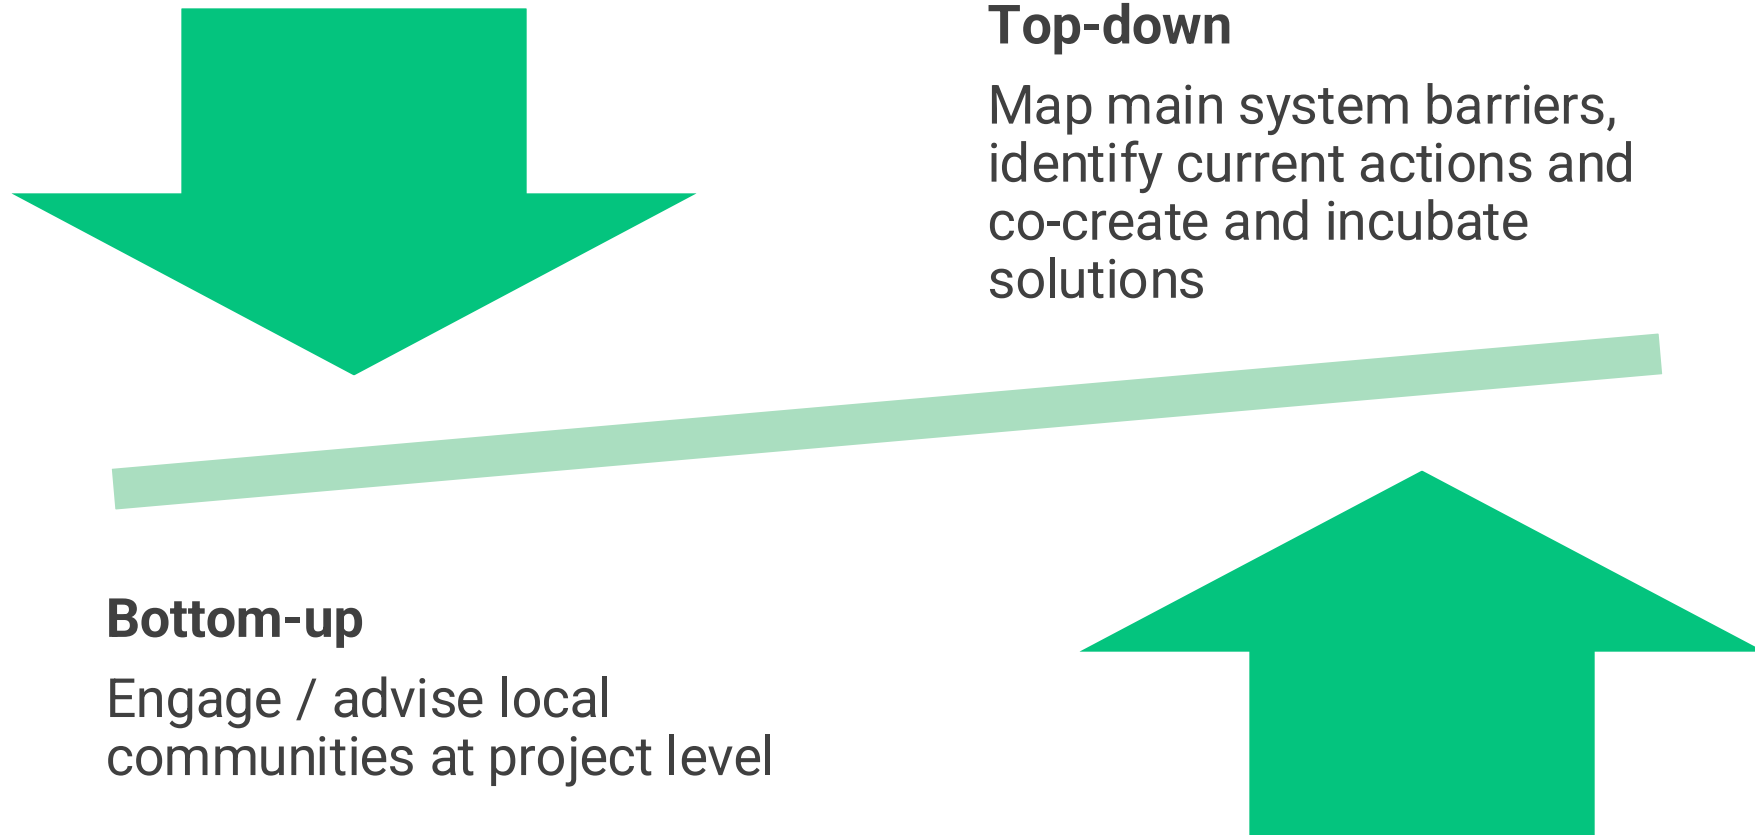 Top-down
Map main system barriers,
identify current actions and
co-create and incubate
solutions
Bottom-up
Engage / advise local
communities at project level